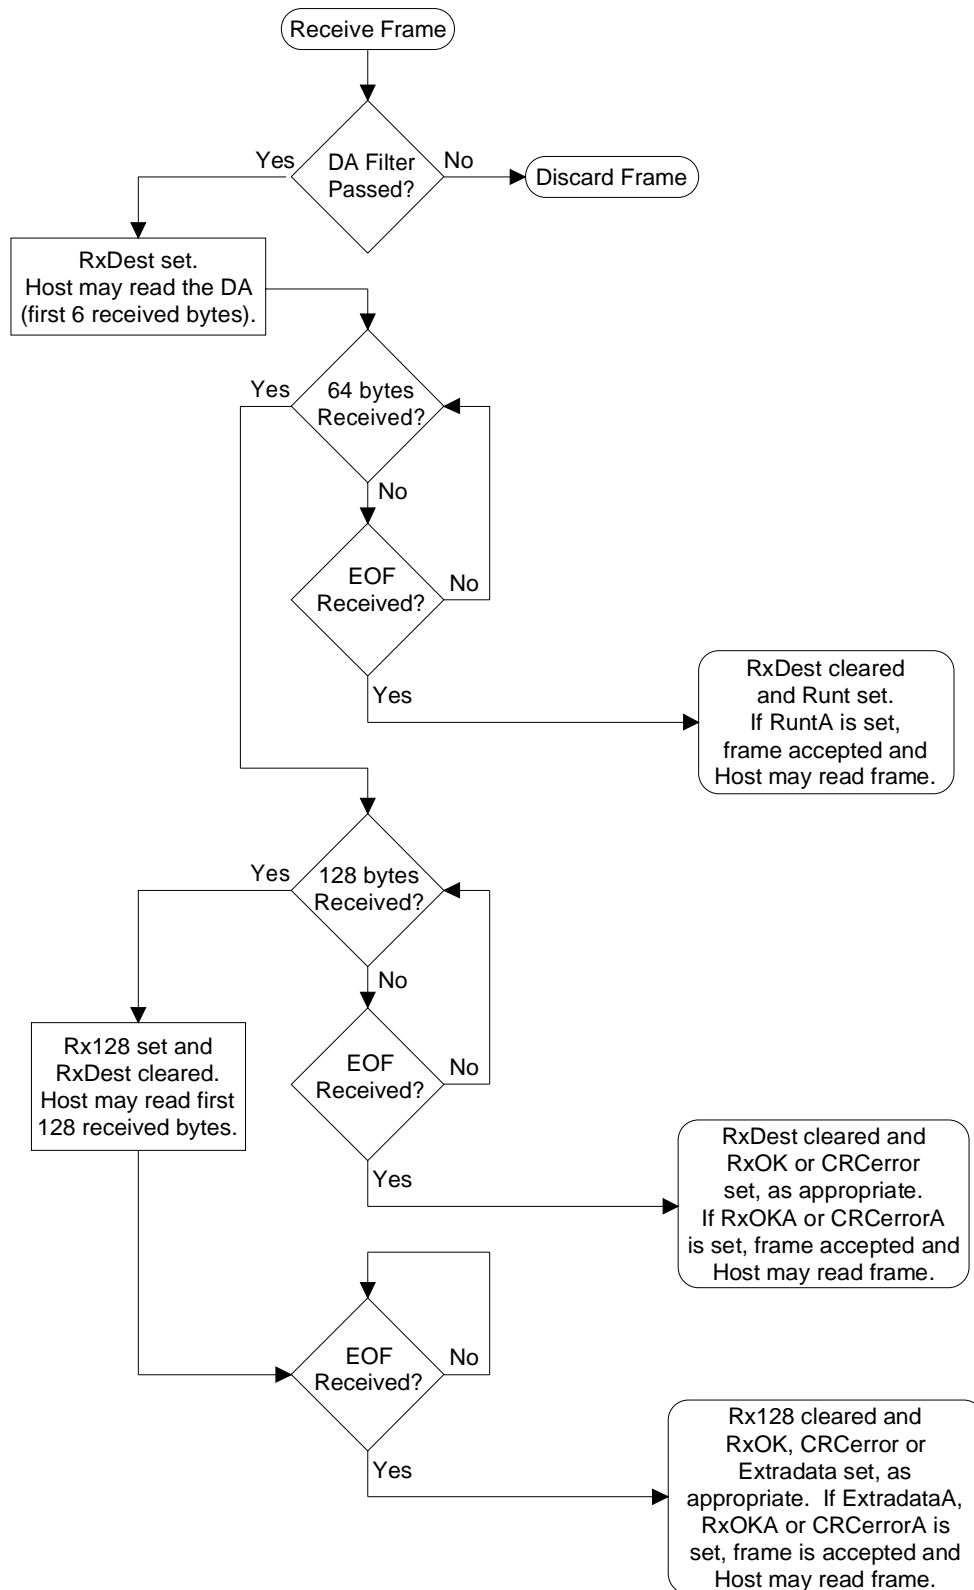 Receive Frame
Yes
DA Filter
Passed?
No
Discard Frame
RxDest set.
Host may read the DA
(first 6 received bytes).
Yes
64 bytes
Received?
No
EOF
Received?
No
Yes
RxDest cleared
and Runt set.
If RuntA is set,
frame accepted and
Host may read frame.
Yes
128 bytes
Received?
No
Rx128 set and
RxDest cleared.
Host may read first
128 received bytes.
EOF
Received?
No
Yes
RxDest cleared and
RxOK or CRCerror
set, as appropriate.
If RxOKA or CRCerrorA
is set, frame accepted and
Host may read frame.
EOF
Received?
No
Yes
Rx128 cleared and
RxOK, CRCerror or
Extradata set, as
appropriate.  If ExtradataA,
RxOKA or CRCerrorA is
set, frame is accepted and
Host may read frame.